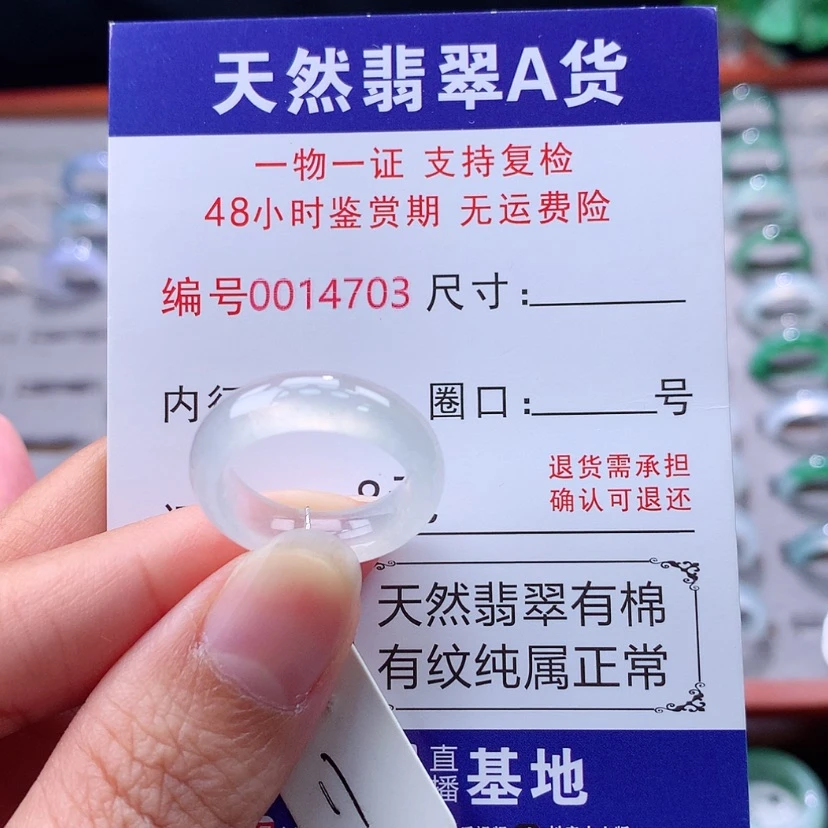 天然翡翠A货
一物一证 支持复检
48小时鉴赏期 无运费险
编号0014703 尺寸:
内 圈口: 号
退货需承担
确认可退还
天然翡翠有棉
有纹纯属正常
直播基地